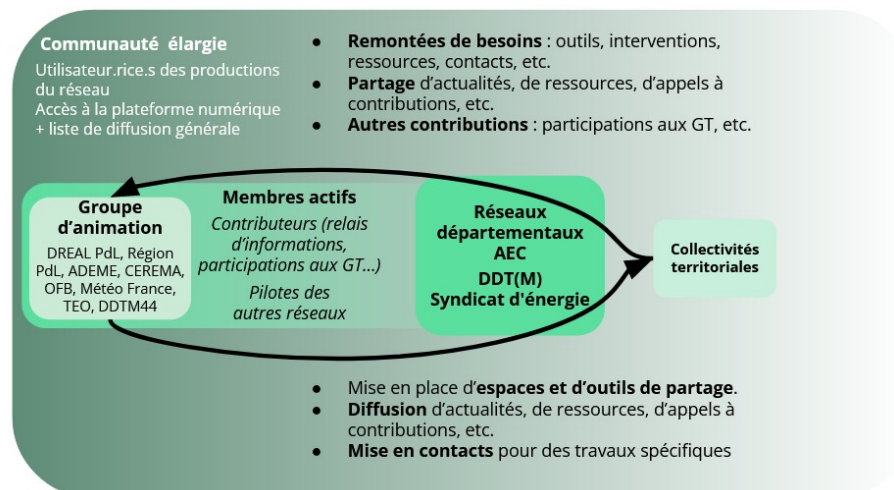 Communauté élargie
Utilisateur.rice.s des productions
du réseau
Accès à la plateforme numérique
+ liste de diffusion générale
● Remontées de besoins : outils, interventions,
ressources, contacts, etc.
● Partage d'actualités, de ressources, d'appels à
contributions, etc.
● Autres contributions : participations aux GT, etc.
Groupe
d'animation
DREAL PdL, Région
PdL, ADEME, CEREMA,
OFB, Météo France,
TEO, DDTM44
Membres actifs
Contributeurs (relais
d'informations,
participations aux GT...)
Pilotes des
autres réseaux
Réseaux
départementaux
AEC
DDT(M)
Syndicat d'énergie
Collectivités
territoriales
● Mise en place d'espaces et d'outils de partage.
● Diffusion d'actualités, de ressources, d'appels à
contributions, etc.
● Mise en contacts pour des travaux spécifiques